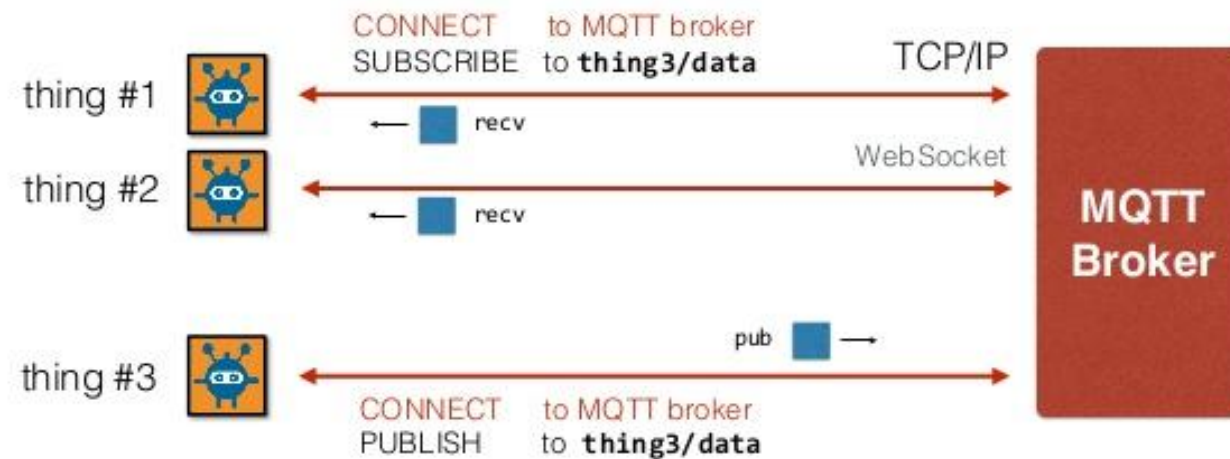 CONNECT to MQTT broker
SUBSCRIBE to thing3/data
TCP/IP
thing #1
recv
WebSocket
thing #2
recv
MQTT
Broker
pub
thing #3
CONNECT to MQTT broker
PUBLISH to thing3/data